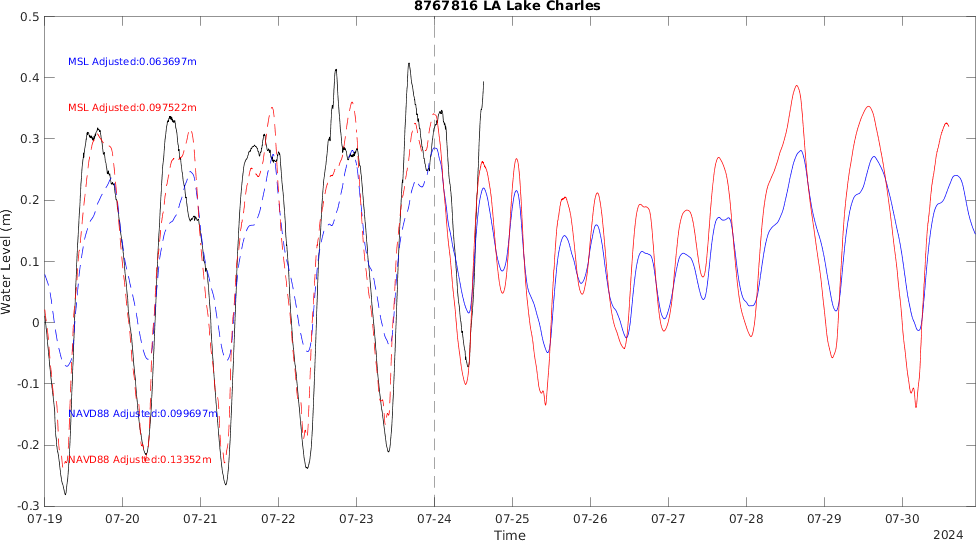 8767816 LA Lake Charles
0.5
0.4
0.3
0.2
0.1
0
-0.1
-0.2
-0.3
Water Level (m)
MSL Adjusted:0.063697m
MSL Adjusted:0.097522m
NAVD88 Adjusted:0.099697m
NAVD88 Adjusted:0.13352m
07-19 07-20 07-21 07-22 07-23 07-24 07-25 07-26 07-27 07-28 07-29 07-30
Time
2024